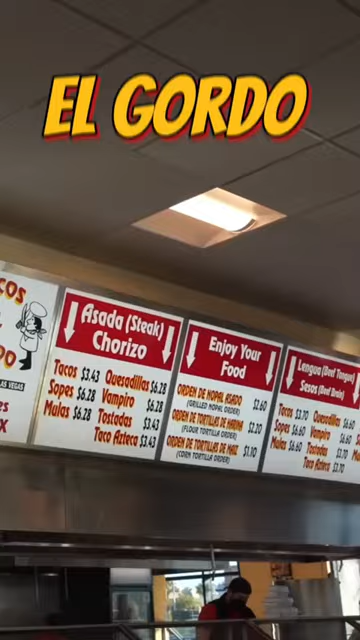 EL GORDO
LAS VEGAS
Asada (Steak)
Chorizo
Tacos $3.43 Quesadillas $6.28
Sopes $6.28 Vampiro $6.28
Mulas $6.28 Tostadas $3.43
Taco Azteca $3.43
Enjoy Your
Food
ORDEN DE NOPAL ASADO $2.60
(GRILLED NOPAL ORDER)
ORDEN DE TORTILLAS DE HARINA $2.20
(FLOUR TORTILLA ORDER)
ORDEN DE TORTILLAS DE MAIZ $1.10
(CORN TORTILLA ORDER)
Lengua (Beef Tongue)
Sesos (Beef Brain)
Tacos $3.70 Quesadillas $6.60
Sopes $6.60 Vampiro $6.60
Mulas $6.60 Tostadas $3.70
Taco Azteca $3.70